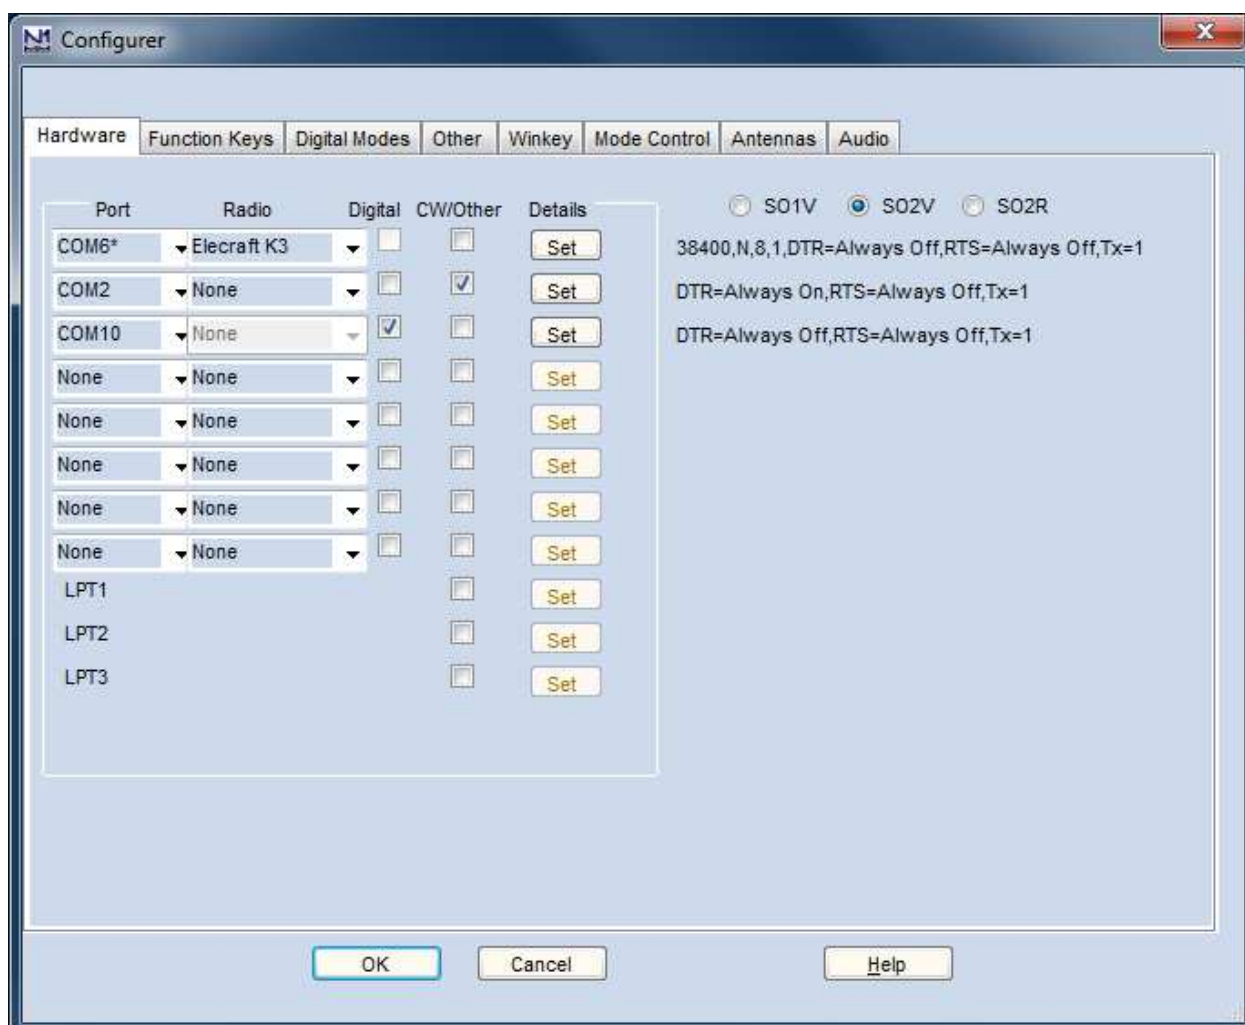 N1 Configurer X
Hardware Function Keys Digital Modes Other Winkey Mode Control Antennas Audio
Port Radio Digital CW/Other Details SO1V SO2V SO2R
COM6* Elecraft K3 Set 38400,N,8,1,DTR=Always Off,RTS=Always Off,Tx=1
COM2 None Set DTR=Always On,RTS=Always Off,Tx=1
COM10 None Set DTR=Always Off,RTS=Always Off,Tx=1
None None Set
None None Set
None None Set
None None Set
None None Set
LPT1 Set
LPT2 Set
LPT3 Set
OK Cancel Help